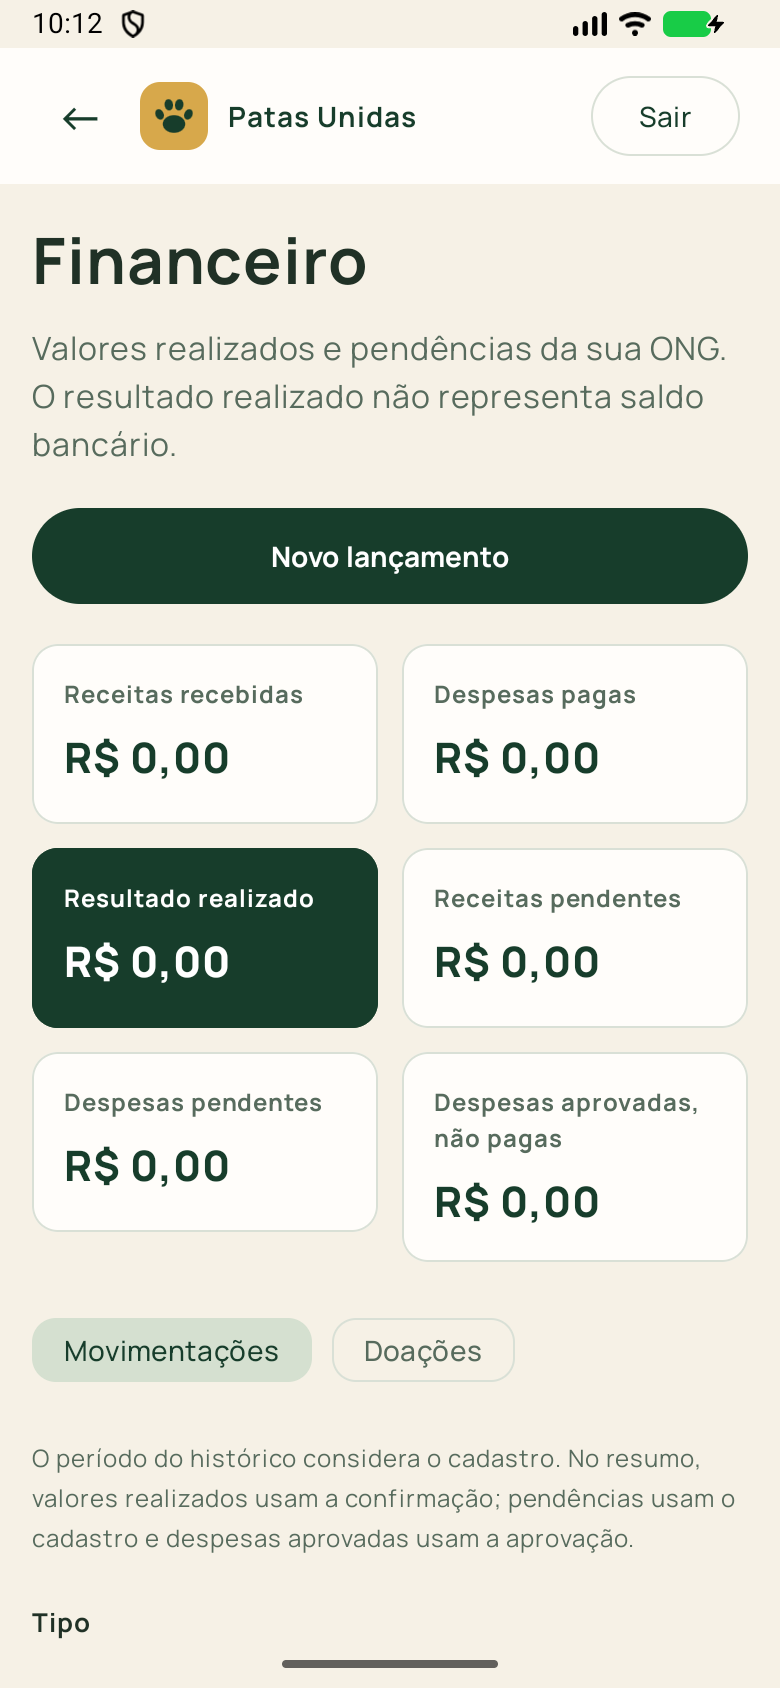 10:12
Patas Unidas
Sair
Financeiro
Valores realizados e pendências da sua ONG.
O resultado realizado não representa saldo
bancário.
Novo lançamento
Receitas recebidas
R$ 0,00
Despesas pagas
R$ 0,00
Resultado realizado
R$ 0,00
Receitas pendentes
R$ 0,00
Despesas pendentes
R$ 0,00
Despesas aprovadas,
não pagas
R$ 0,00
Movimentações
Doações
O período do histórico considera o cadastro. No resumo,
valores realizados usam a confirmação; pendências usam o
cadastro e despesas aprovadas usam a aprovação.
Tipo